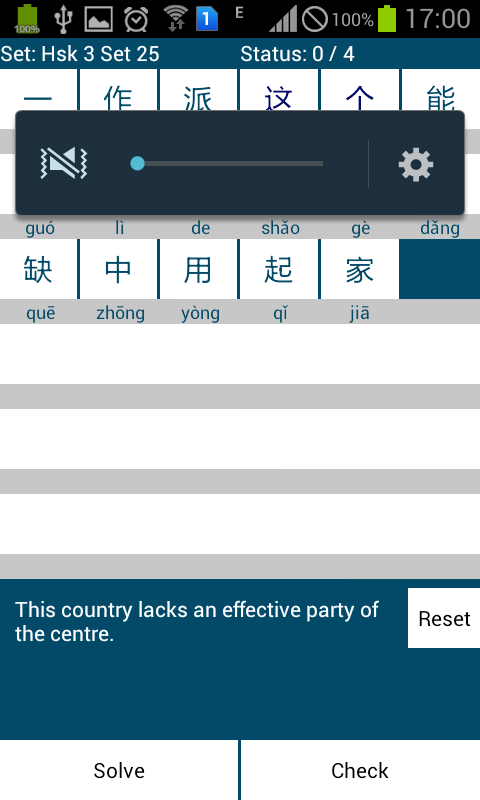 100% 1 E 100% 17:00
Set: Hsk 3 Set 25 Status: 0 / 4
一 作 派 这 个 能
guó lì de shǎo gè dǎng
缺 中 用 起 家
quē zhōng yòng qǐ jiā
This country lacks an effective party of
the centre.
Reset
Solve Check